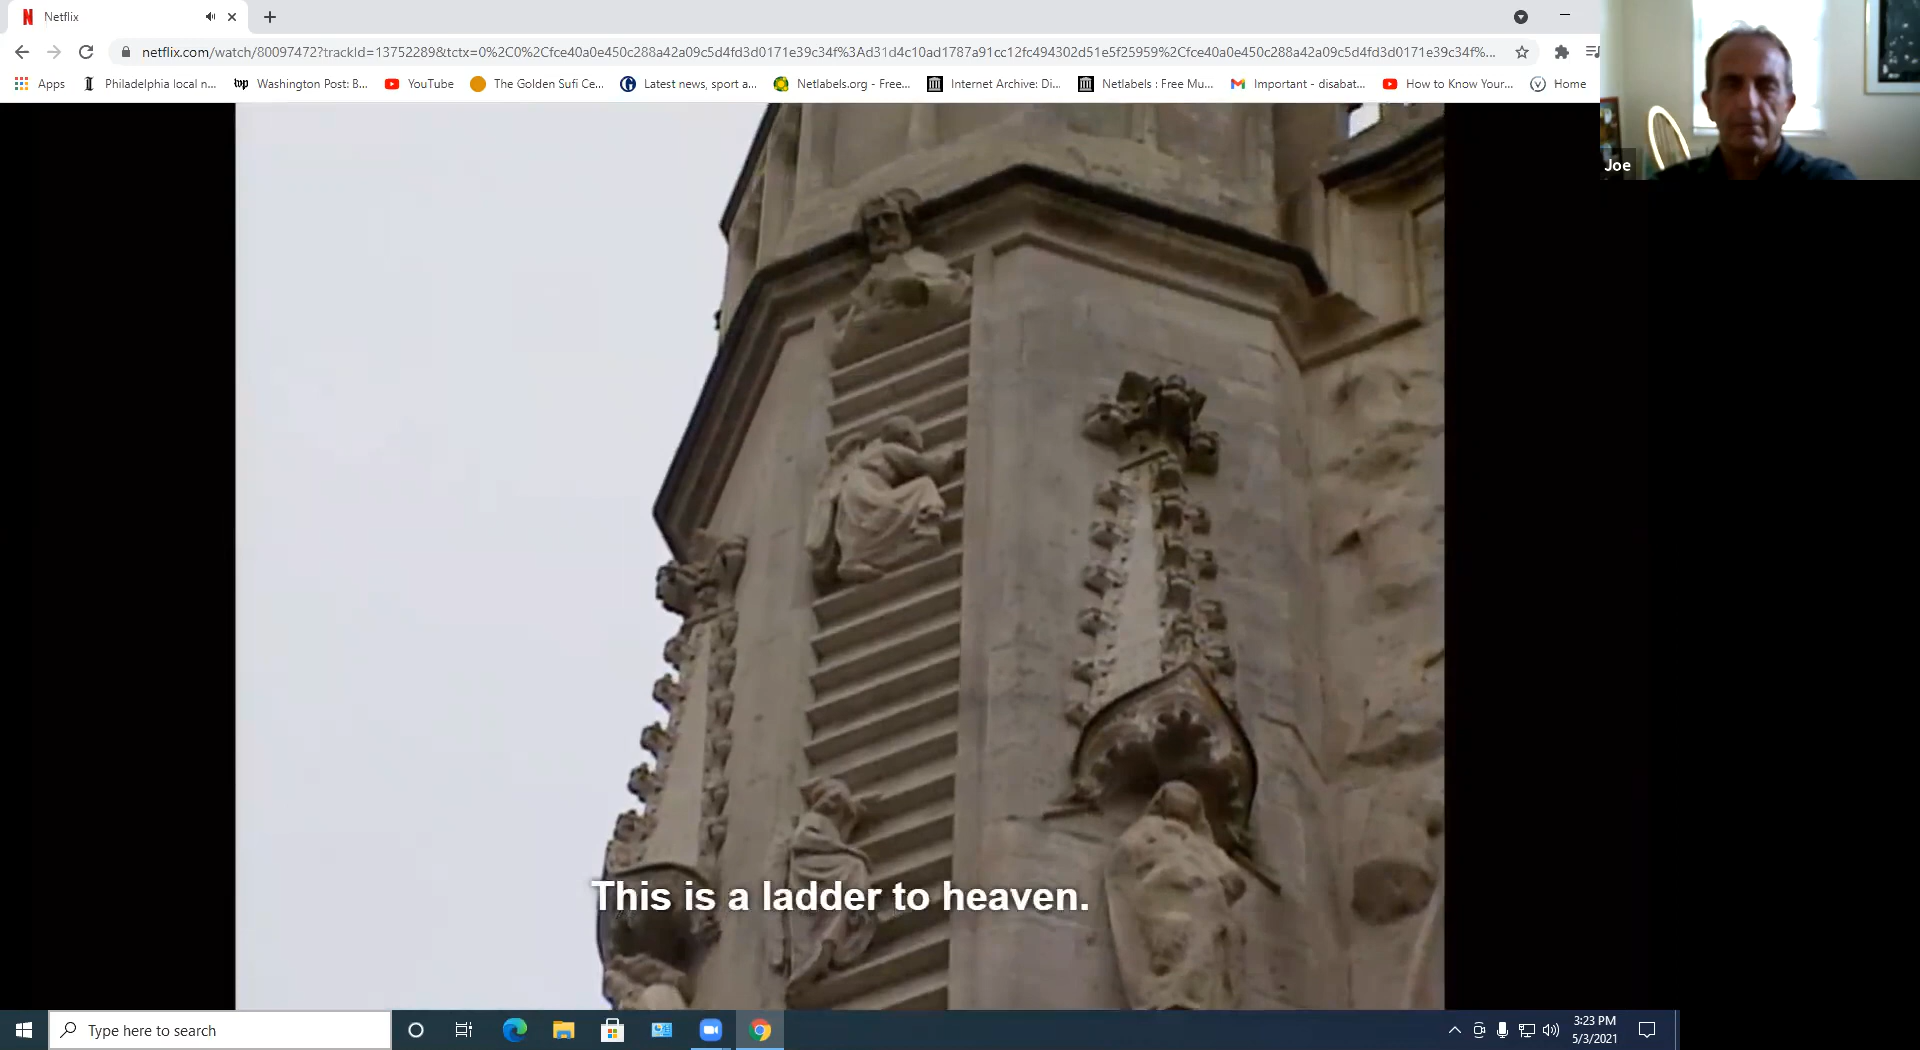 Netflix
netflix.com/watch/80097472?trackId=13752289&tctx=0%2C0%2Cfce40a0e450c288a42a09c5d4fd3d0171e39c34f%3Ad31d4c10ad1787a91cc12fc494302d51e5f25959%2Cfce40a0e450c288a42a09c5d4fd3d0171e39c34f%...
Apps Philadelphia local n... wp Washington Post: B... YouTube The Golden Sufi Ce... Latest news, sport a... Netlabels.org - Free... Internet Archive: Di... Netlabels : Free Mu... Important - disabat... How to Know Your... Home
Joe
This is a ladder to heaven.
Type here to search
3:23 PM
5/3/2021